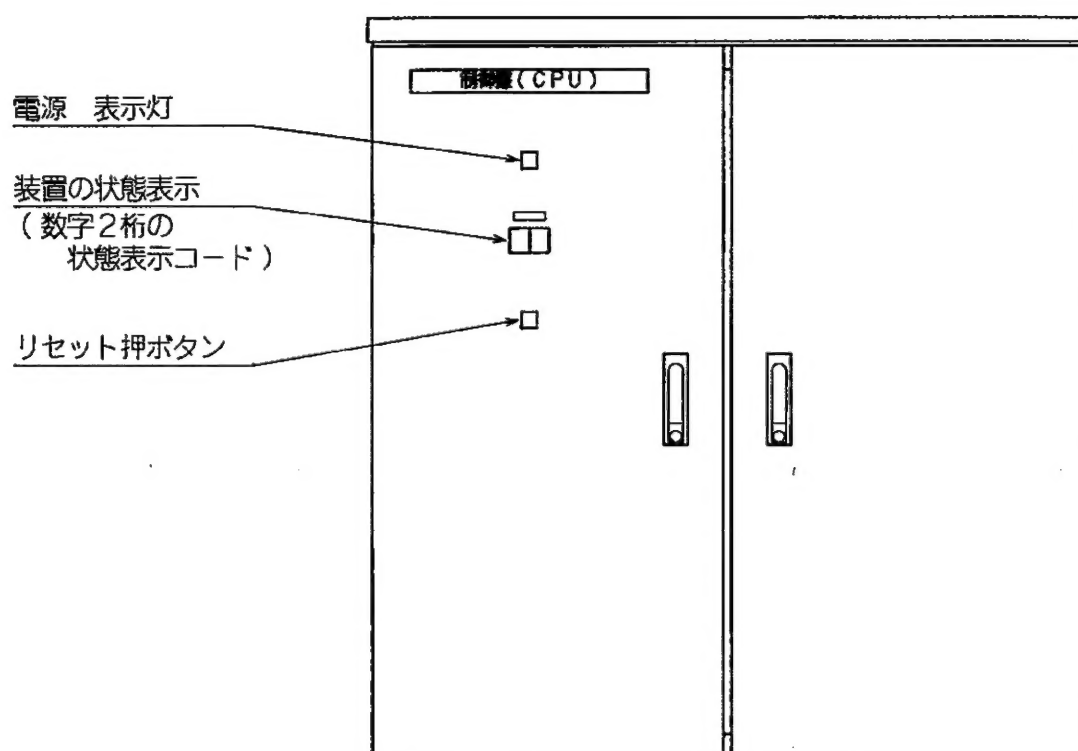 制御盤(CPU)
電源 表示灯
装置の状態表示
(数字2桁の
状態表示コード)
リセット押ボタン